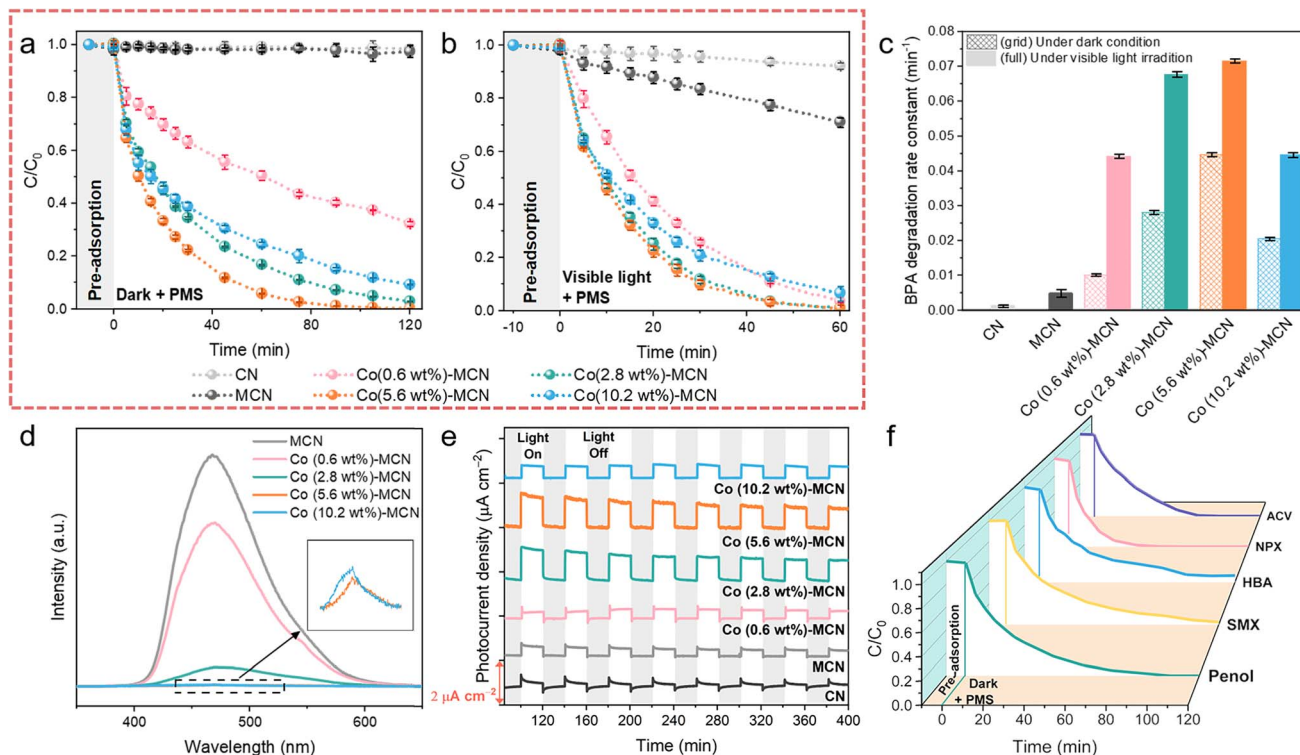 a
1.0
0.8
0.6
0.4
0.2
0.0
C/C0
Pre-adsorption
Dark + PMS
0
40
80
120
Time (min)
b
1.0
0.8
0.6
0.4
0.2
0.0
C/C0
Pre-adsorption
Visible light
+ PMS
-10
0
10
20
30
40
50
60
Time (min)
CN
Co(0.6 wt%)-MCN
Co(2.8 wt%)-MCN
MCN
Co(5.6 wt%)-MCN
Co(10.2 wt%)-MCN
c
0.08
0.07
0.06
0.05
0.04
0.03
0.02
0.01
0.00
BPA degradation rate constant (min⁻¹)
(grid) Under dark condition
(full) Under visible light irradition
CN
MCN
Co (0.6 wt%)-MCN
Co (2.8 wt%)-MCN
Co (5.6 wt%)-MCN
Co (10.2 wt%)-MCN
d
Intensity (a.u.)
MCN
Co (0.6 wt%)-MCN
Co (2.8 wt%)-MCN
Co (5.6 wt%)-MCN
Co (10.2 wt%)-MCN
400
500
600
Wavelength (nm)
e
Photocurrent density (μA cm⁻²)
2 μA cm⁻²
Light
On
Light
Off
Co (10.2 wt%)-MCN
Co (5.6 wt%)-MCN
Co (2.8 wt%)-MCN
Co (0.6 wt%)-MCN
MCN
CN
120
160
200
240
280
320
360
400
Time (min)
f
ACV
NPX
HBA
SMX
Penol
1.0
0.8
0.6
0.4
0.2
0.0
C/C0
Pre-adsorption
Dark
+ PMS
0
20
40
60
80
100
120
Time (min)